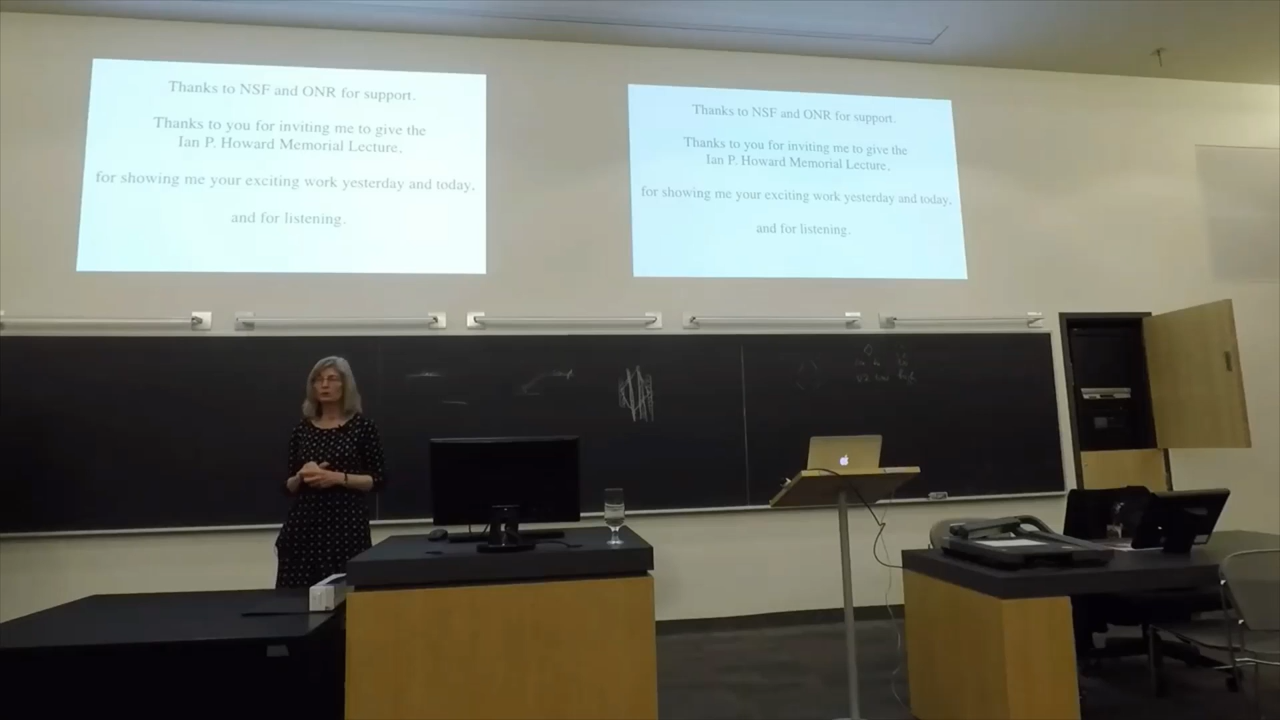 Thanks to NSF and ONR for support.
Thanks to you for inviting me to give the
Ian P. Howard Memorial Lecture,
for showing me your exciting work yesterday and today,
and for listening.
Thanks to NSF and ONR for support.
Thanks to you for inviting me to give the
Ian P. Howard Memorial Lecture,
for showing me your exciting work yesterday and today,
and for listening.